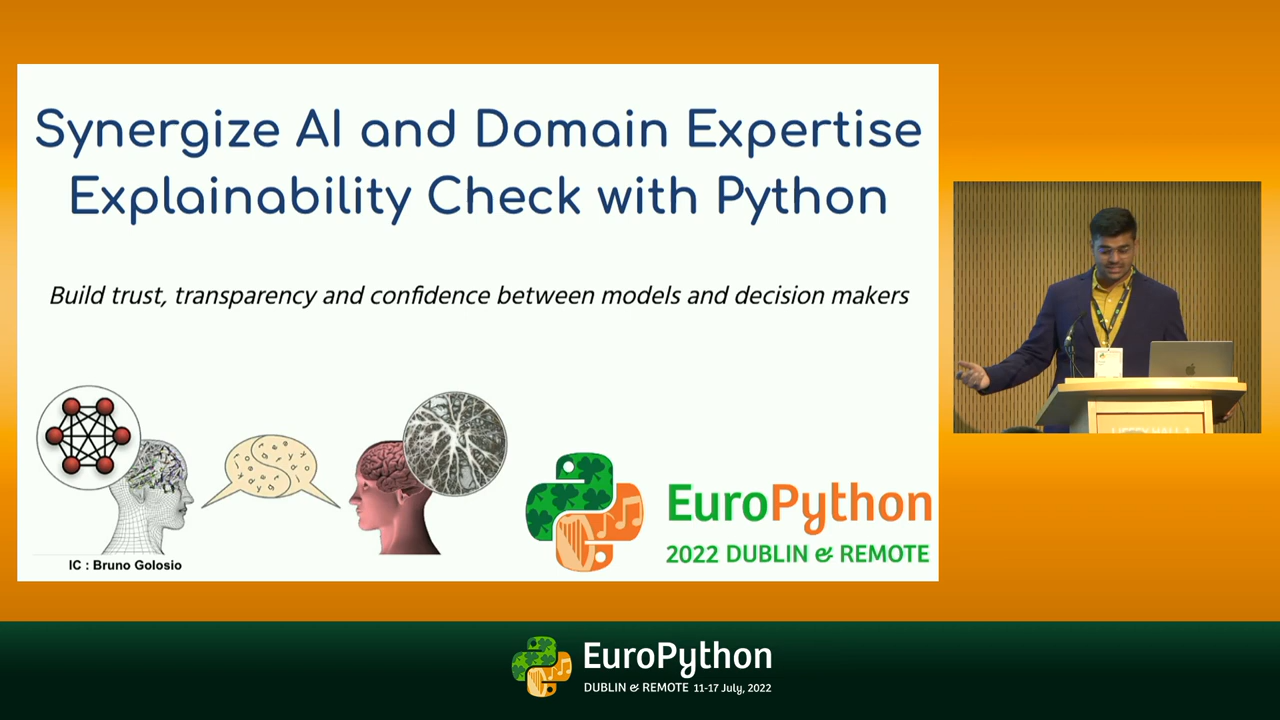 Synergize AI and Domain Expertise
Explainability Check with Python
Build trust, transparency and confidence between models and decision makers
IC : Bruno Golosio
EuroPython
2022 DUBLIN & REMOTE
EuroPython
DUBLIN & REMOTE 11-17 July, 2022